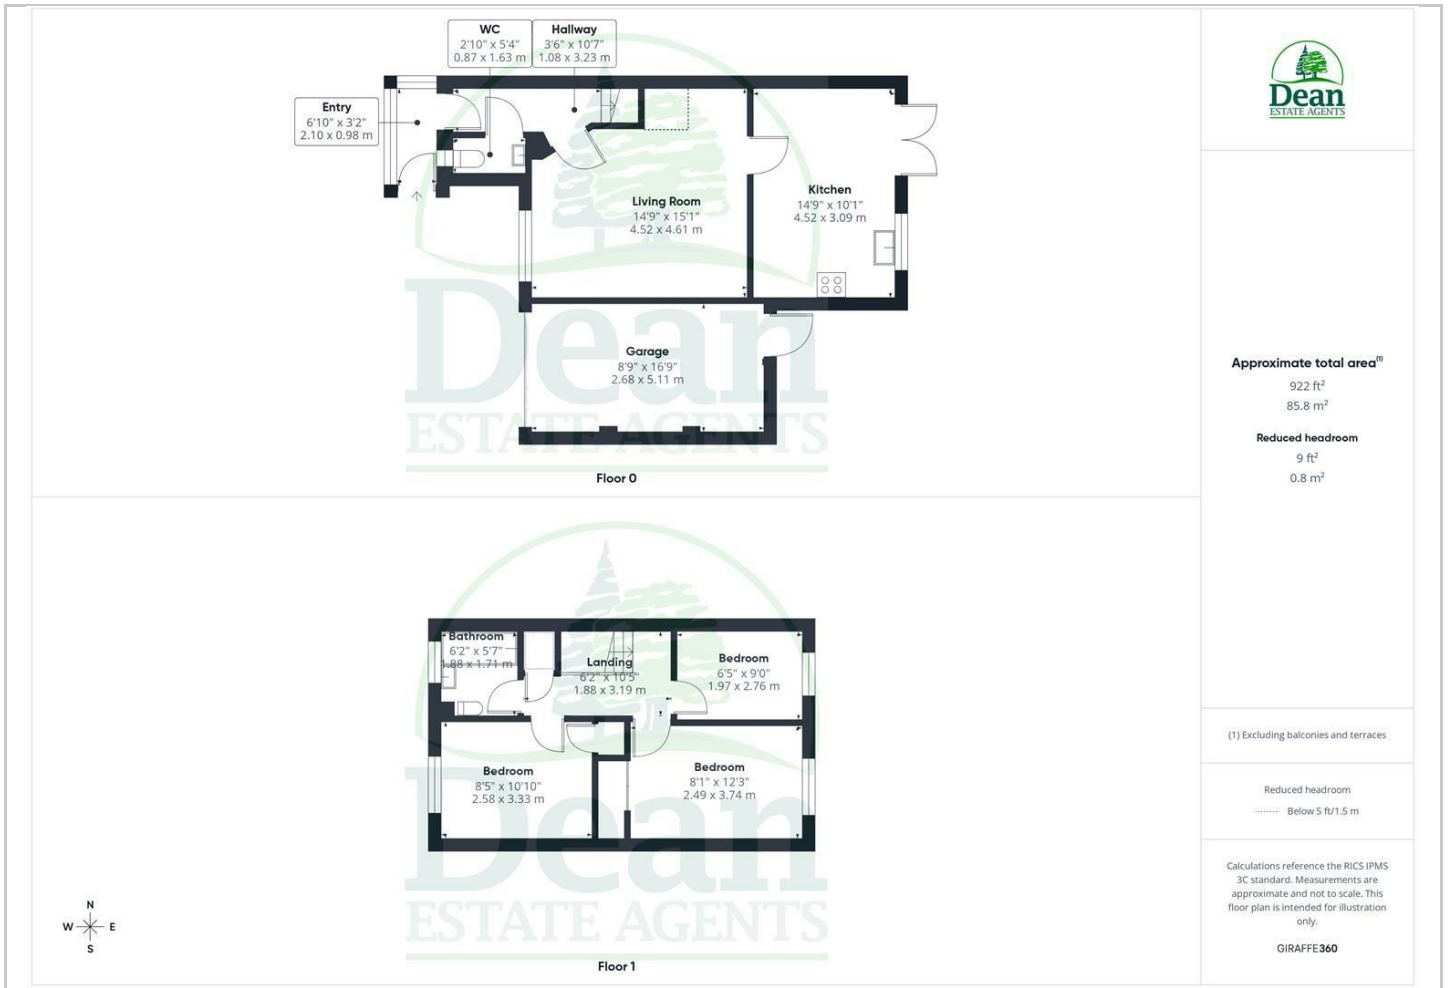 WC
2'10" x 5'4"
0.87 x 1.63 m
Hallway
3'6" x 10'7"
1.08 x 3.23 m
Entry
6'10" x 3'2"
2.10 x 0.98 m
Living Room
14'9" x 15'1"
4.52 x 4.61 m
Kitchen
14'9" x 10'1"
4.52 x 3.09 m
Garage
8'9" x 16'9"
2.68 x 5.11 m
Dean
ESTATE AGENTS
Floor 0
Bathroom
6'2" x 5'7"
1.88 x 1.71 m
Landing
6'2" x 10'5"
1.88 x 3.19 m
Bedroom
6'5" x 9'0"
1.97 x 2.76 m
Bedroom
8'5" x 10'10"
2.58 x 3.33 m
Bedroom
8'1" x 12'3"
2.49 x 3.74 m
Dean
ESTATE AGENTS
Floor 1
N
W E
S
Dean
ESTATE AGENTS
Approximate total area(1)
922 ft²
85.8 m²
Reduced headroom
9 ft²
0.8 m²
(1) Excluding balconies and terraces
Reduced headroom
Below 5 ft/1.5 m
Calculations reference the RICS IPMS
3C standard. Measurements are
approximate and not to scale. This
floor plan is intended for illustration
only.
GIRAFFE360